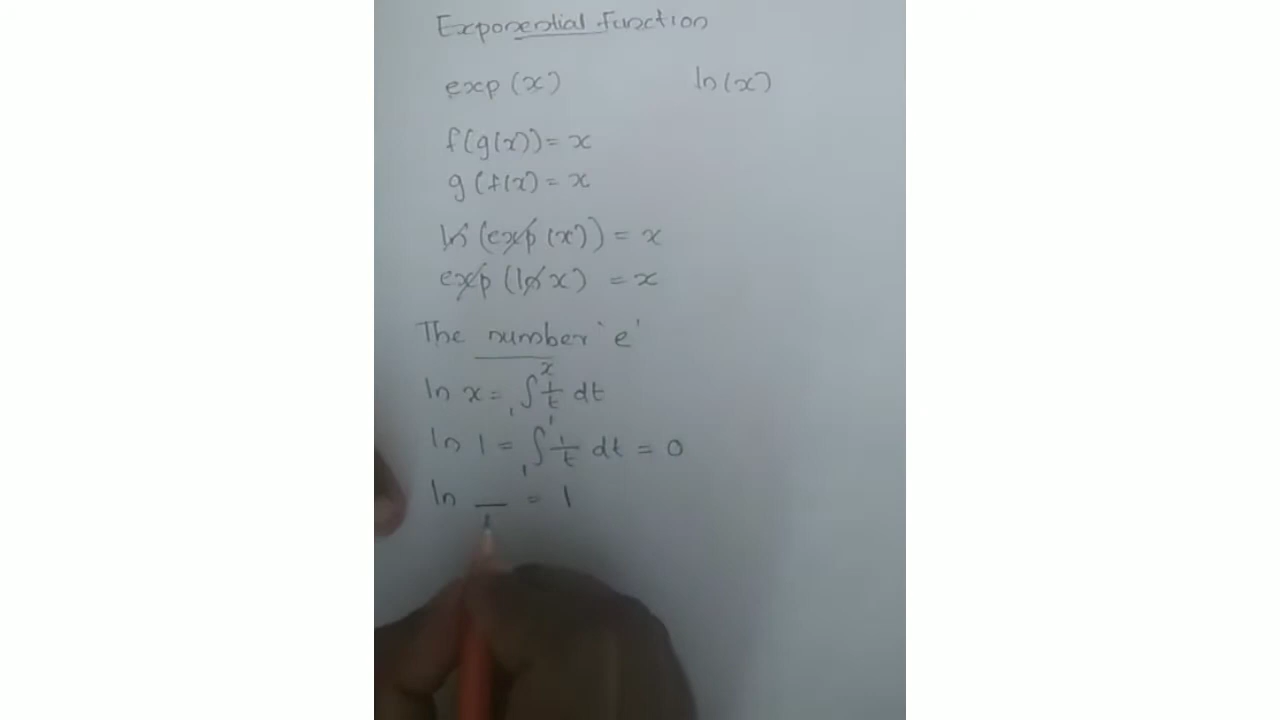 Exponential Function
exp (x) ln (x)
f(g(x)) = x
g (f(x) = x
ln (exp (x)) = x
exp (ln x) = x
The number 'e'
ln x = ∫₁ˣ 1/t dt
ln 1 = ∫₁¹ 1/t dt = 0
ln __ = 1